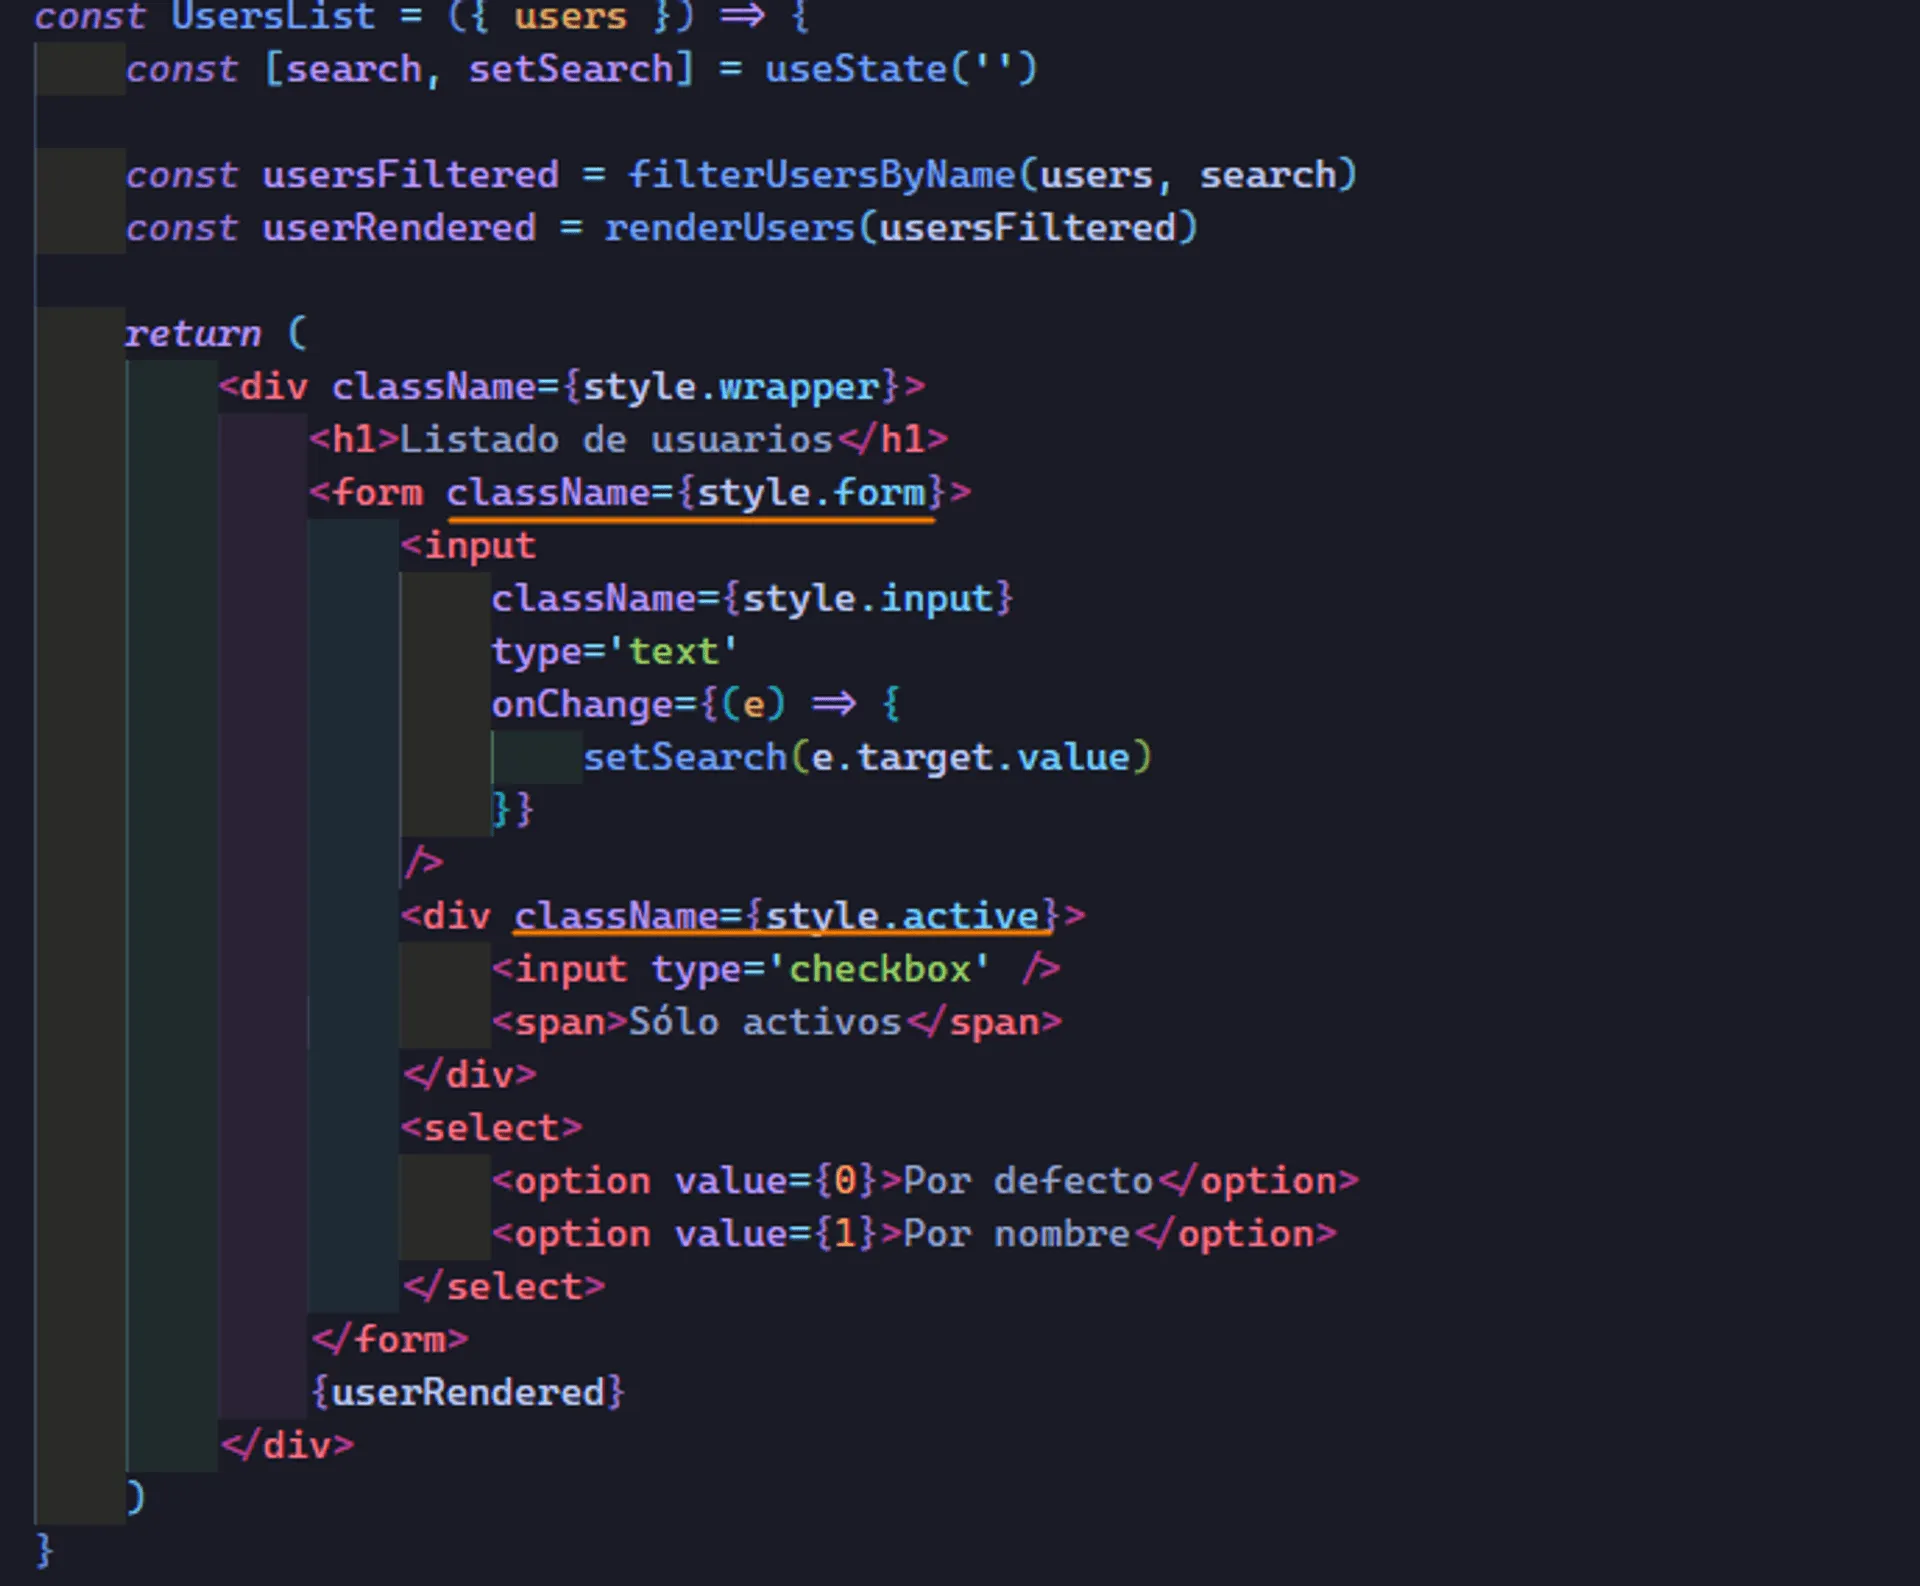 const UsersList = ({ users }) => {
const [search, setSearch] = useState('')
const usersFiltered = filterUsersByName(users, search)
const userRendered = renderUsers(usersFiltered)
return (
<div className={style.wrapper}>
<h1>Listado de usuarios</h1>
<form className={style.form}>
<input
className={style.input}
type='text'
onChange={(e) => {
setSearch(e.target.value)
}}
/>
<div className={style.active}>
<input type='checkbox' />
<span>Sólo activos</span>
</div>
<select>
<option value={0}>Por defecto</option>
<option value={1}>Por nombre</option>
</select>
</form>
{userRendered}
</div>
)
}